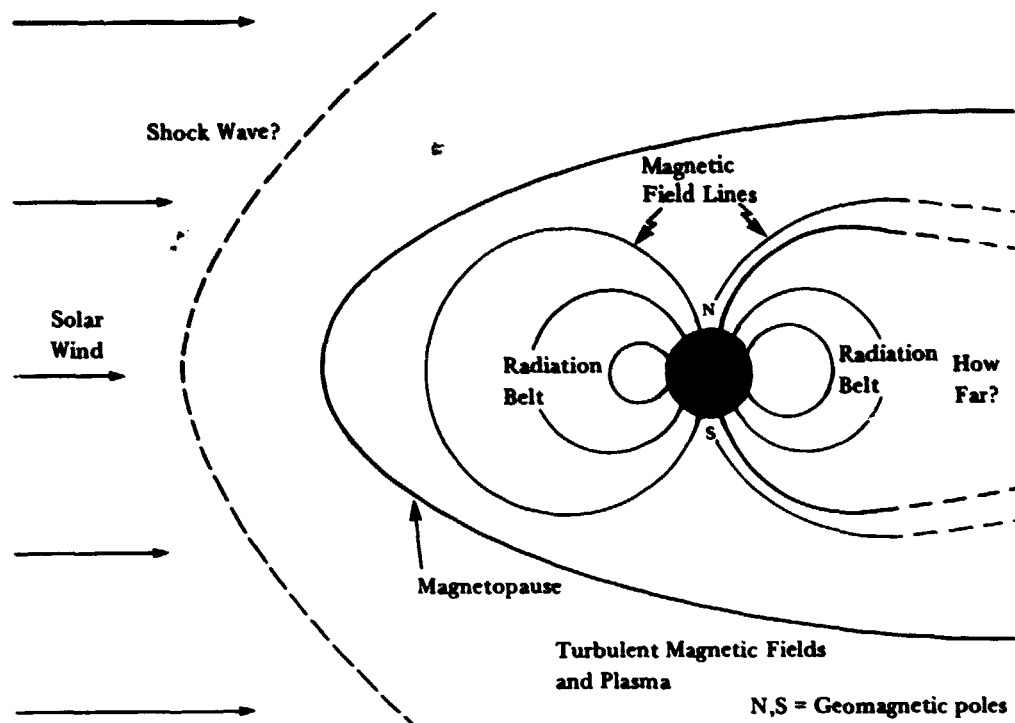 Shock Wave?
Magnetic
Field Lines
N
Solar
Wind
Radiation
Belt
Radiation
Belt
How
Far?
S
Magnetopause
Turbulent Magnetic Fields
and Plasma
N,S = Geomagnetic poles